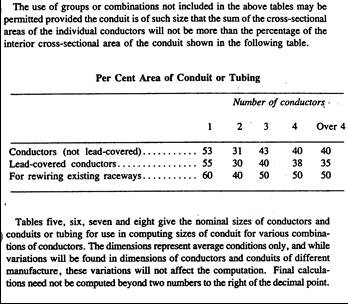 The use of groups or combinations not included in the above tables may be
permitted provided the conduit is of such size that the sum of the cross-sectional
areas of the individual conductors will not be more than the percentage of the
interior cross-sectional area of the conduit shown in the following table.
Per Cent Area of Conduit or Tubing
Number of conductors
1 2 3 4 Over 4
Conductors (not lead-covered)........... 53 31 43 40 40
Lead-covered conductors............... 55 30 40 38 35
For rewiring existing raceways.......... 60 40 50 50 50
Tables five, six, seven and eight give the nominal sizes of conductors and
conduits or tubing for use in computing sizes of conduit for various combina-
tions of conductors. The dimensions represent average conditions only, and while
variations will be found in dimensions of conductors and conduits of different
manufacture, these variations will not affect the computation. Final calcula-
tions need not be computed beyond two numbers to the right of the decimal point.